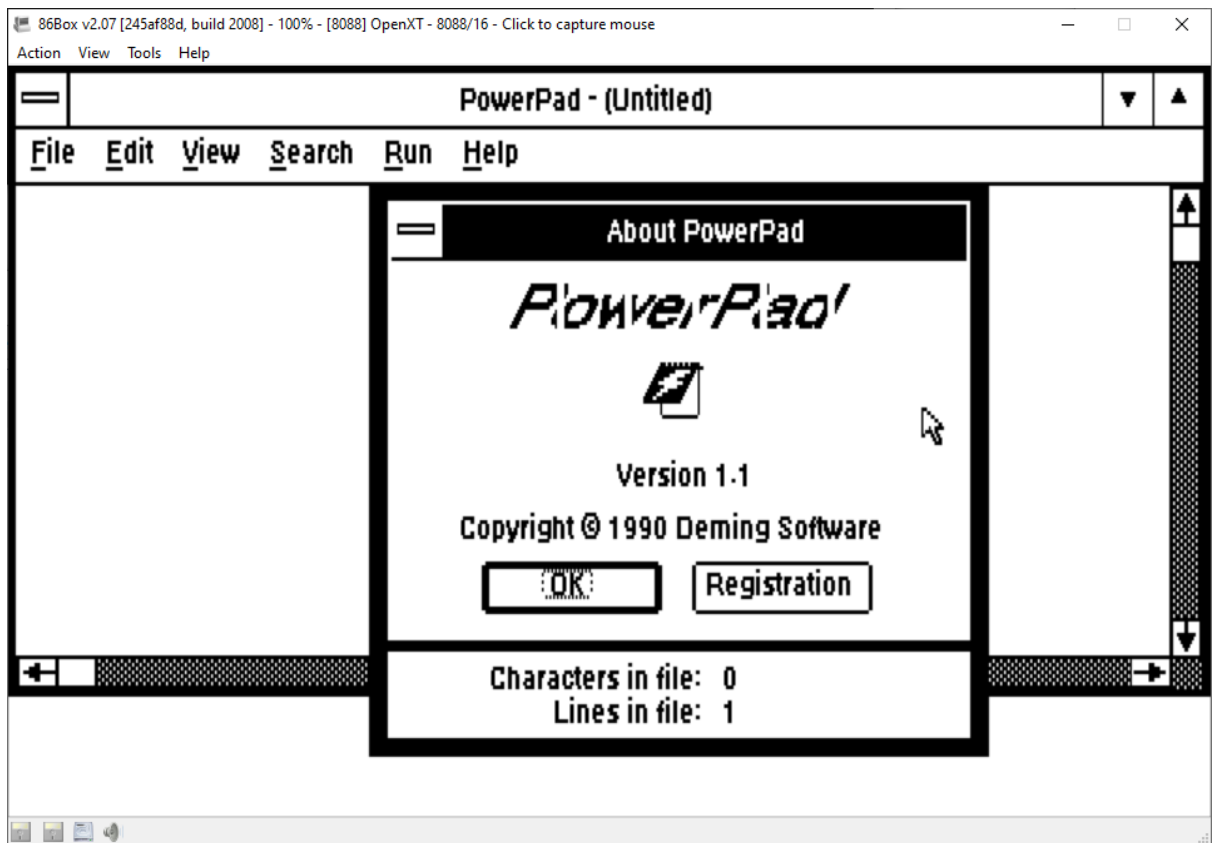 86Box v2.07 [245af88d, build 2008] - 100% - [8088] OpenXT - 8088/16 - Click to capture mouse
Action View Tools Help
PowerPad - (Untitled)
File Edit View Search Run Help
About PowerPad
PowerPad
Version 1.1
Copyright © 1990 Deming Software
OK Registration
Characters in file: 0
Lines in file: 1